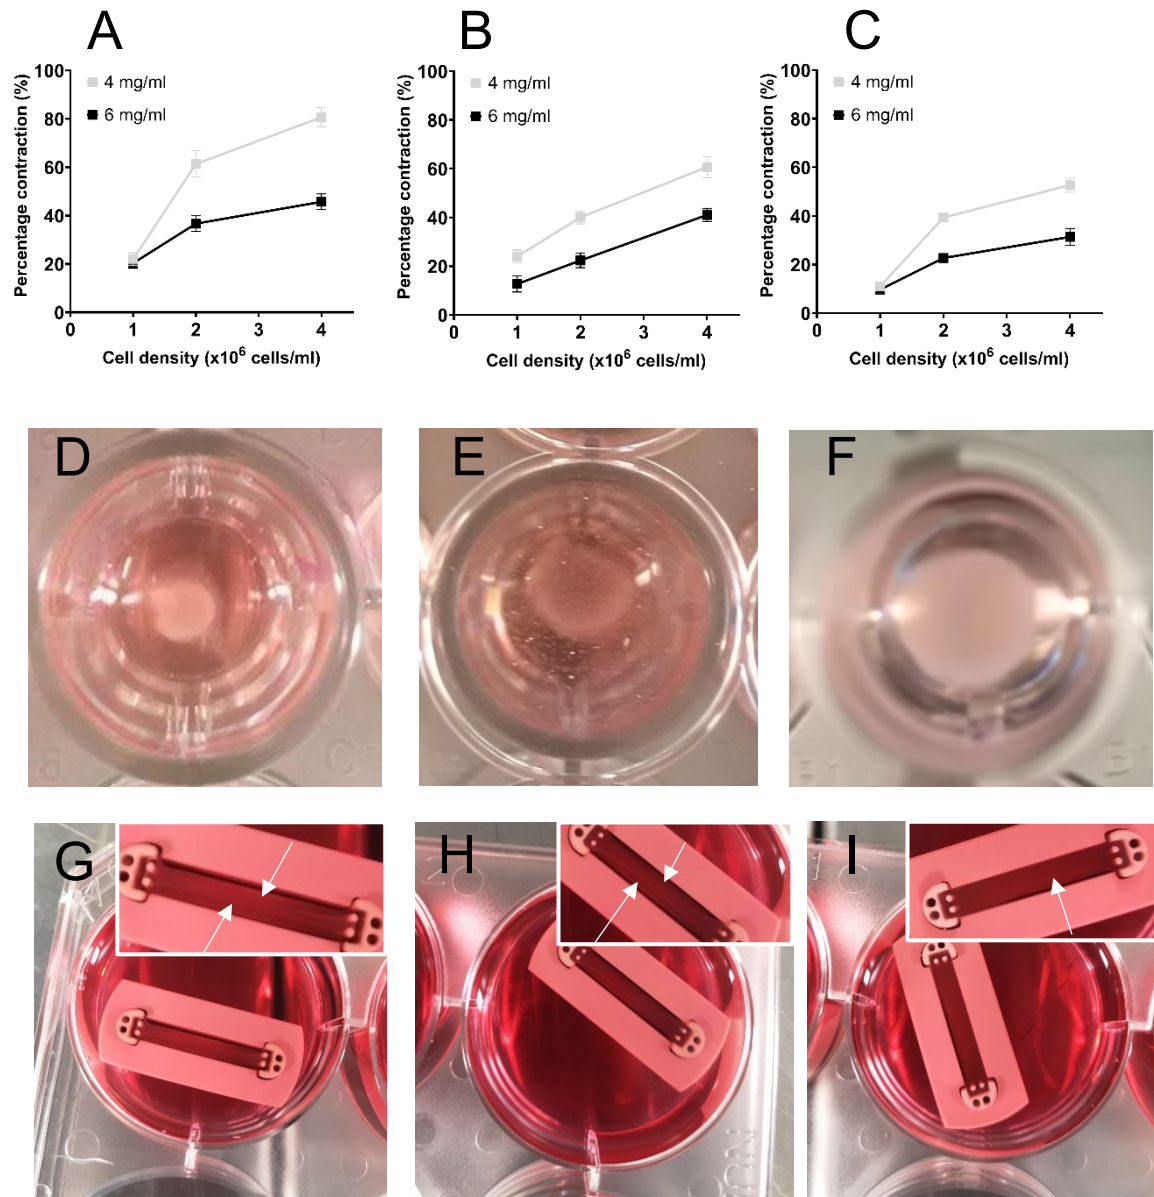 A
B
C
Percentage contraction (%)
100
80
60
40
20
0
4 mg/ml
6 mg/ml
0
1
2
3
4
Cell density (x10⁶ cells/ml)
Percentage contraction (%)
100
80
60
40
20
0
4 mg/ml
6 mg/ml
0
1
2
3
4
Cell density (x10⁶ cells/ml)
Percentage contraction (%)
100
80
60
40
20
0
4 mg/ml
6 mg/ml
0
1
2
3
4
Cell density (x10⁶ cells/ml)
D
E
F
G
H
I